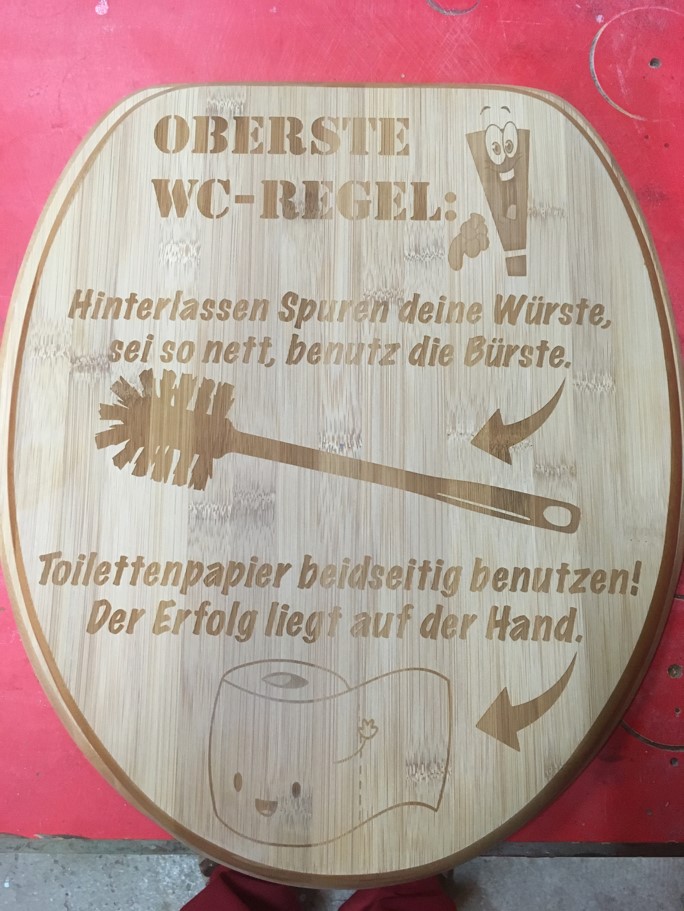 OBERSTE
WC-REGEL:
Hinterlassen Spuren deine Würste,
sei so nett, benutz die Bürste.
Toilettenpapier beidseitig benutzen!
Der Erfolg liegt auf der Hand.